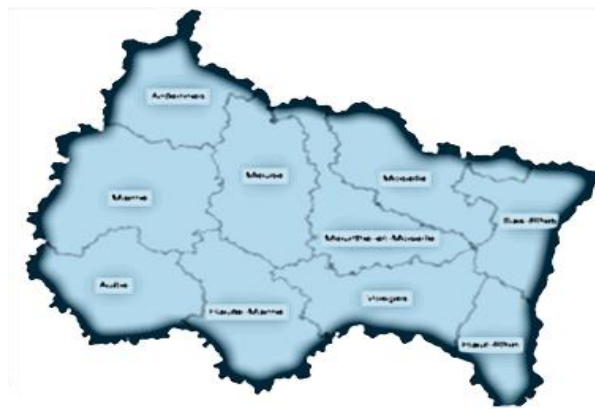 Ardennes
Marne
Meuse
Moselle
Bas-Rhin
Meurthe-et-Moselle
Aube
Haute-Marne
Vosges
Haut-Rhin